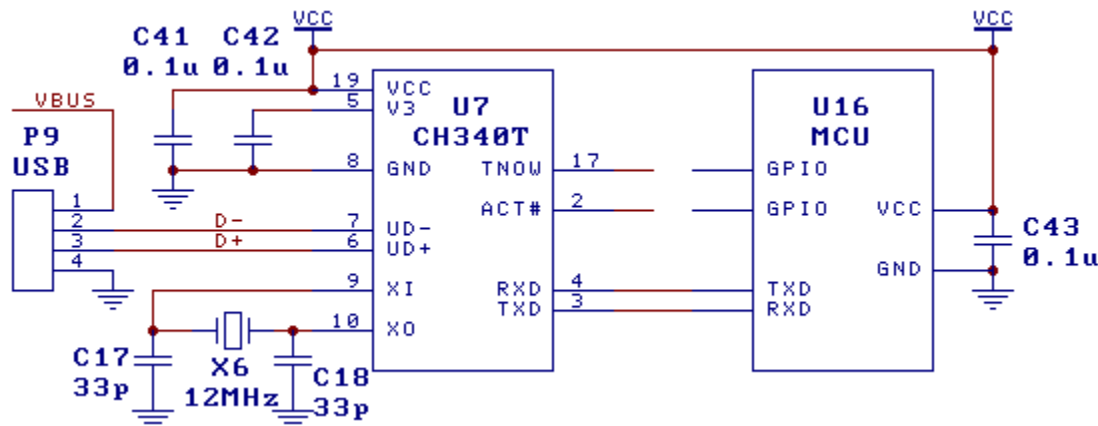 VCC
VCC
C41 C42
0.1u 0.1u
VBUS
P9
USB
1
2
3
4
D-
D+
19
5
8
7
6
9
10
VCC
V3
GND
UD-
UD+
XI
XO
U7
CH340T
TNOW
ACT#
RXD
TXD
17
2
4
3
U16
MCU
GPIO
GPIO
TXD
RXD
VCC
GND
C43
0.1u
C17
33p
X6
12MHz
C18
33p